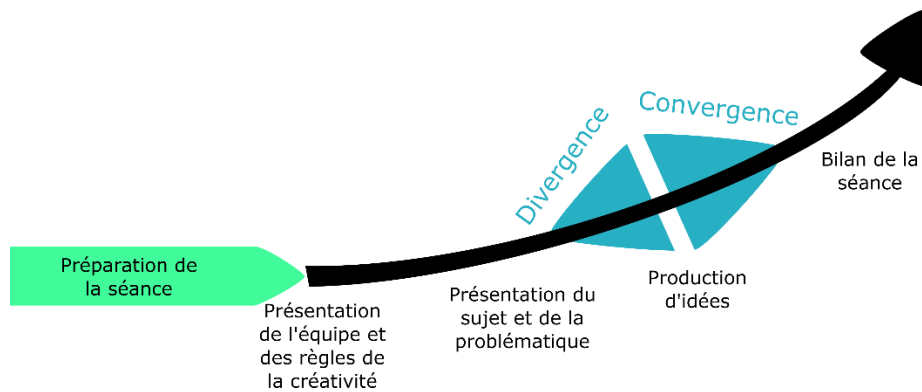 Préparation de
la séance
Présentation
de l'équipe et
des règles de
la créativité
Présentation du
sujet et de la
problématique
Divergence
Convergence
Production
d'idées
Bilan de la
séance